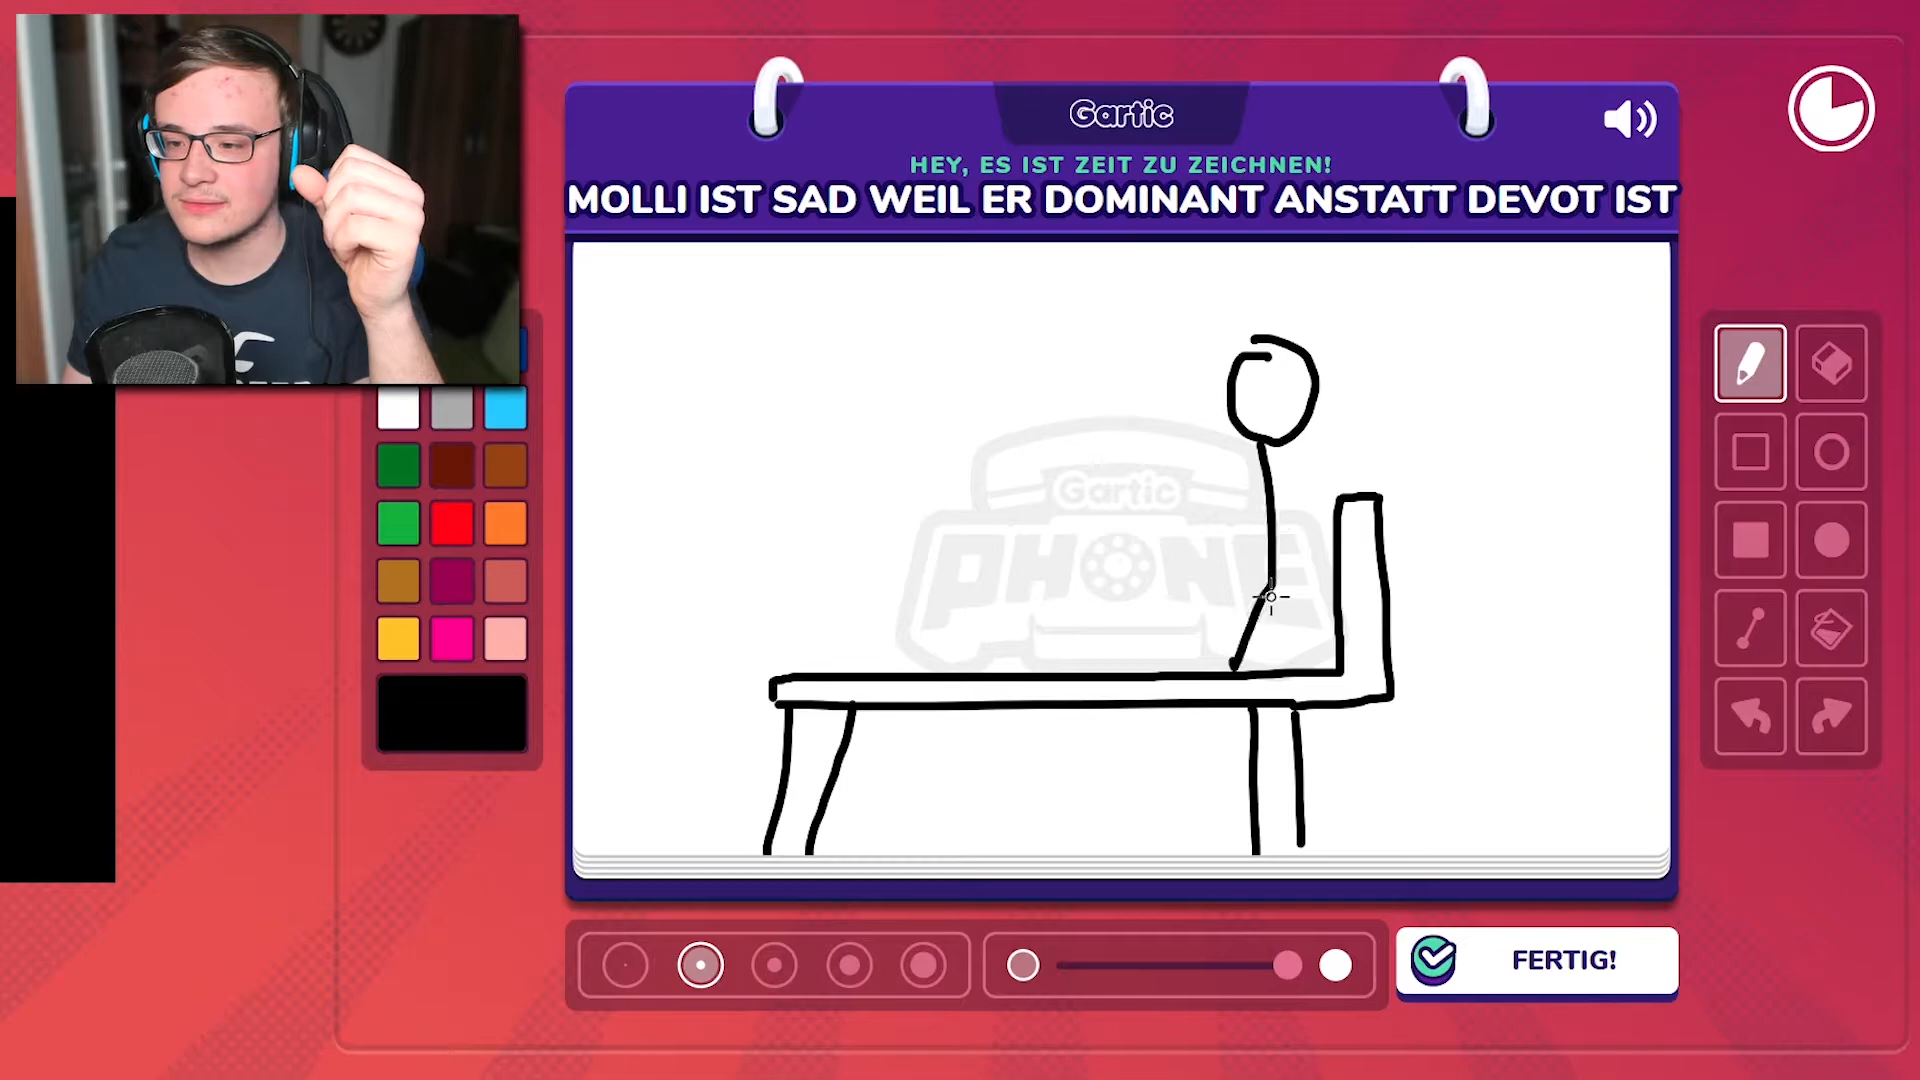 Gartic
HEY, ES IST ZEIT ZU ZEICHNEN!
MOLLI IST SAD WEIL ER DOMINANT ANSTATT DEVOT IST
Gartic
PHONE
FERTIG!